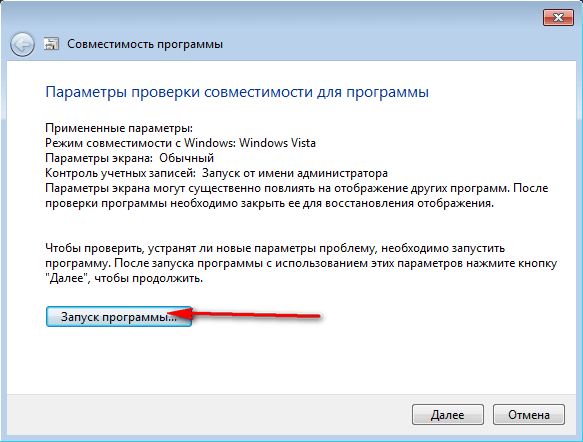 Совместимость программы
Параметры проверки совместимости для программы
Примененные параметры:
Режим совместимости с Windows: Windows Vista
Параметры экрана: Обычный
Контроль учетных записей: Запуск от имени администратора
Параметры экрана могут существенно повлиять на отображение других программ. После
проверки программы необходимо закрыть ее для восстановления отображения.
Чтобы проверить, устранят ли новые параметры проблему, необходимо запустить
программу. После запуска программы с использованием этих параметров нажмите кнопку
"Далее", чтобы продолжить.
Запуск программы...
Далее
Отмена